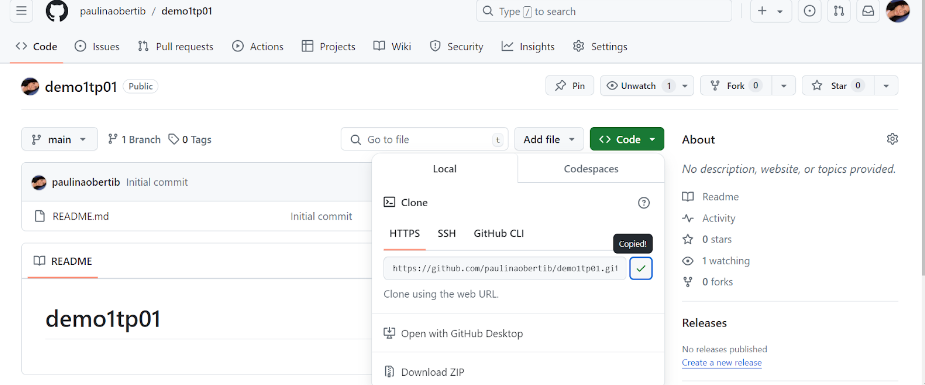 paulinaobertib / demo1tp01
Type / to search
Code Issues Pull requests Actions Projects Wiki Security Insights Settings
demo1tp01 Public
Pin Unwatch 1 Fork 0 Star 0
main 1 Branch 0 Tags Go to file t Add file Code
paulinaobertib Initial commit
README.md Initial commit
README
demo1tp01
Local Codespaces
Clone
HTTPS SSH GitHub CLI
Copied!
https://github.com/paulinaobertib/demo1tp01.git
Clone using the web URL.
Open with GitHub Desktop
Download ZIP
About
No description, website, or topics provided.
Readme
Activity
0 stars
1 watching
0 forks
Releases
No releases published
Create a new release